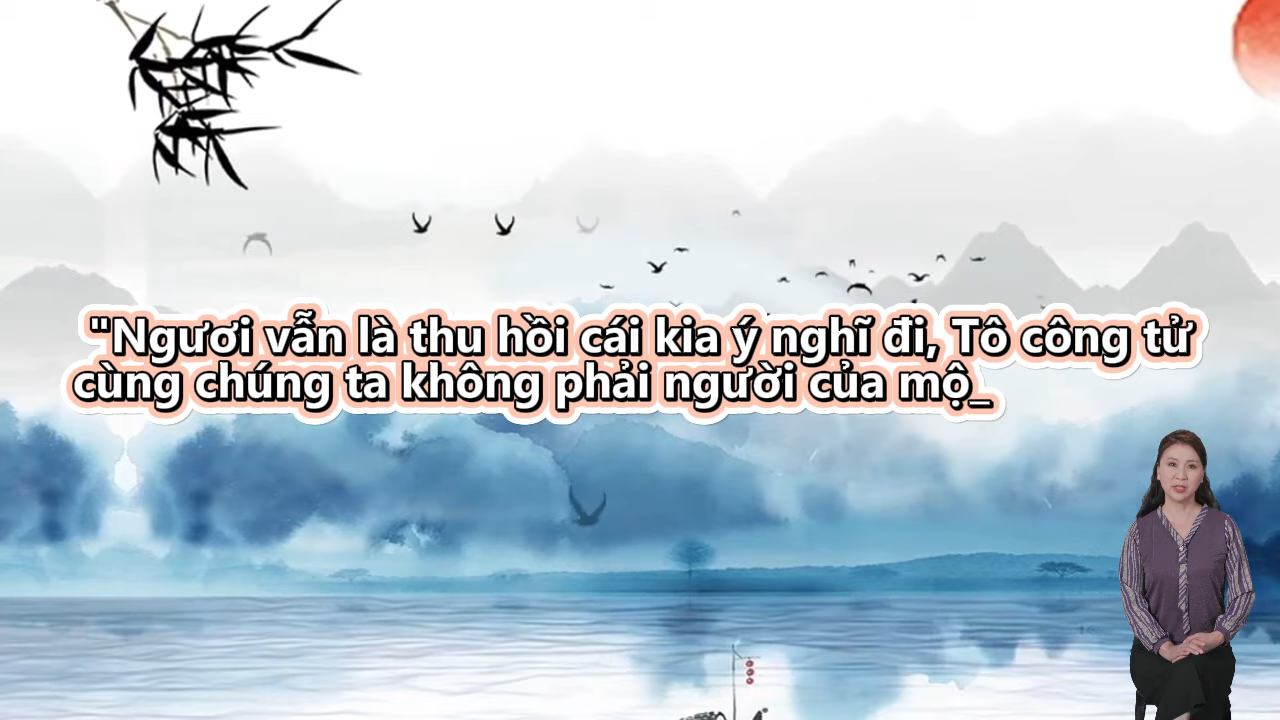 "Ngươi vẫn là thu hồi cái kia ý nghĩ đi, Tô công tử
cùng chúng ta không phải người của mộ_